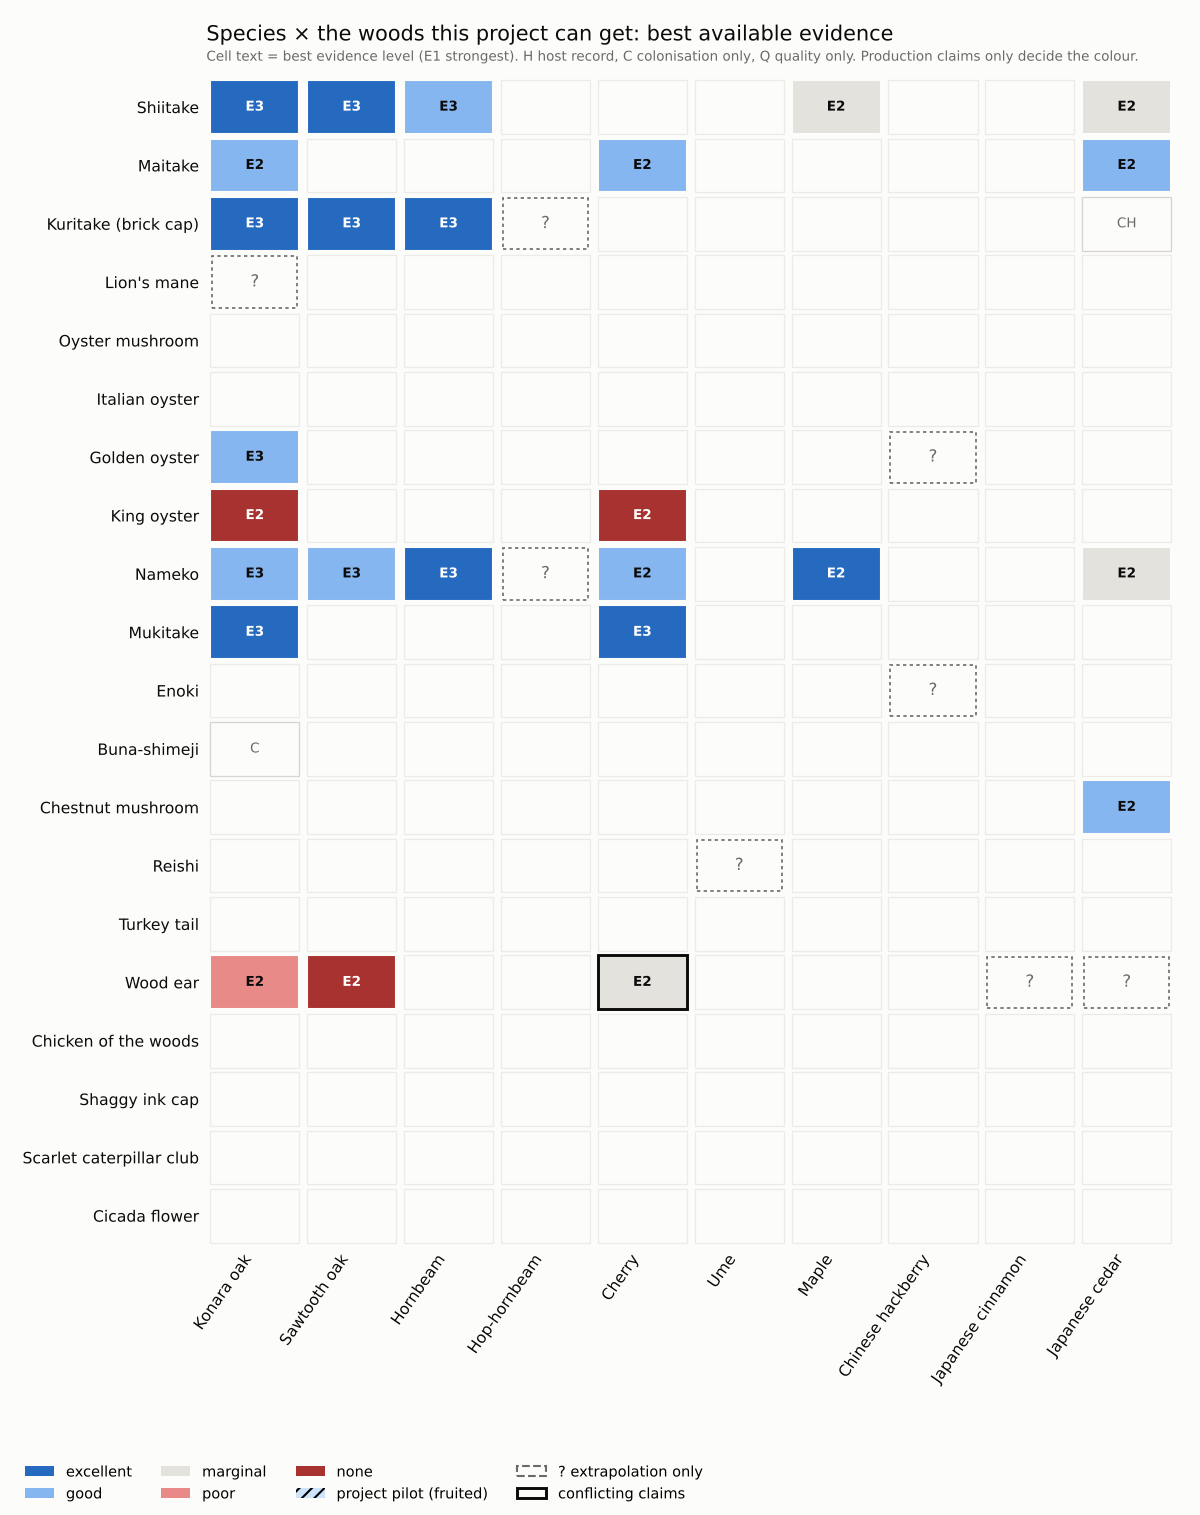 Species × the woods this project can get: best available evidence
Cell text = best evidence level (E1 strongest). H host record, C colonisation only, Q quality only. Production claims only decide the colour.
Shiitake E3 E3 E3 E2 E2
Maitake E2 E2 E2
Kuritake (brick cap) E3 E3 E3 ? CH
Lion's mane ?
Oyster mushroom
Italian oyster
Golden oyster E3 ?
King oyster E2 E2
Nameko E3 E3 E3 ? E2 E2 E2
Mukitake E3 E3
Enoki ?
Buna-shimeji C
Chestnut mushroom E2
Reishi ?
Turkey tail
Wood ear E2 E2 E2 ? ?
Chicken of the woods
Shaggy ink cap
Scarlet caterpillar club
Cicada flower
Konara oak
Sawtooth oak
Hornbeam
Hop-hornbeam
Cherry
Ume
Maple
Chinese hackberry
Japanese cinnamon
Japanese cedar
excellent marginal none ? extrapolation only
good poor project pilot (fruited) conflicting claims